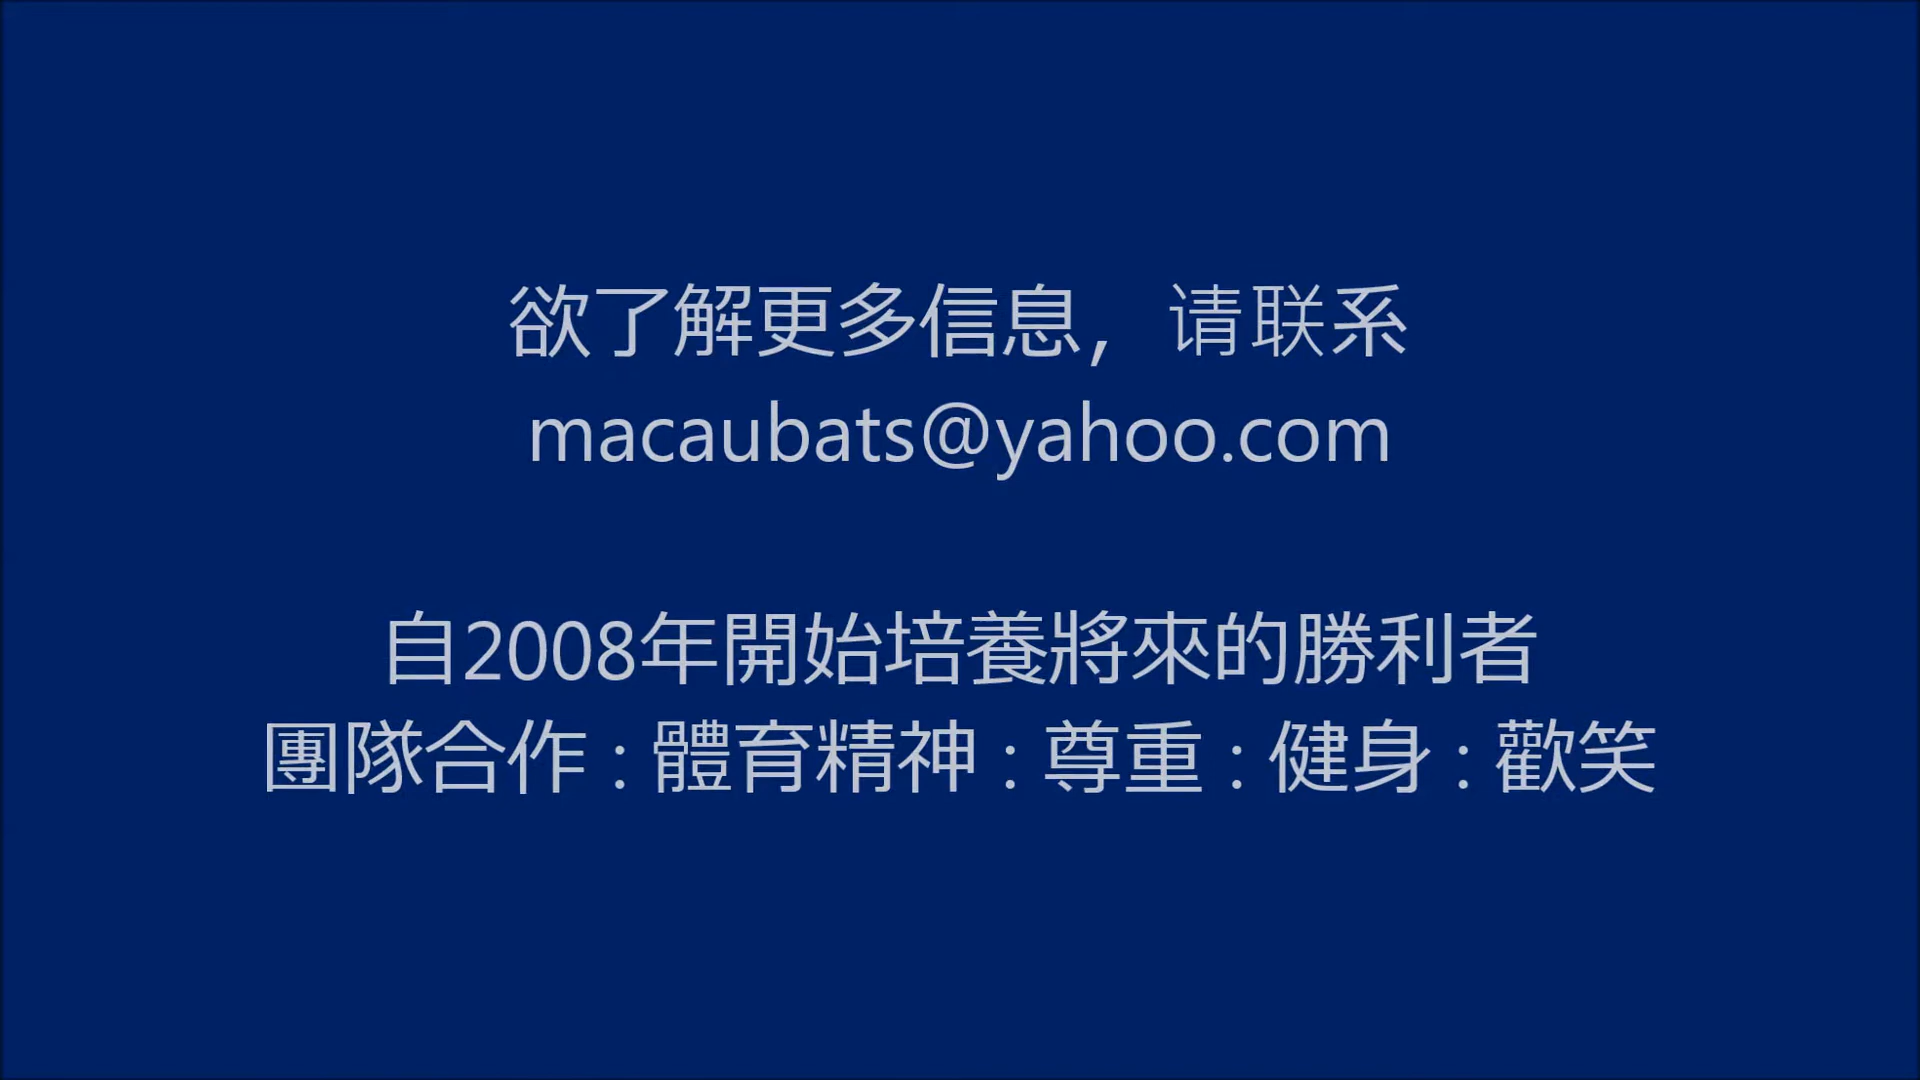 欲了解更多信息，请联系
macaubats@yahoo.com
自2008年開始培養將來的勝利者
團隊合作 : 體育精神 : 尊重 : 健身 : 歡笑